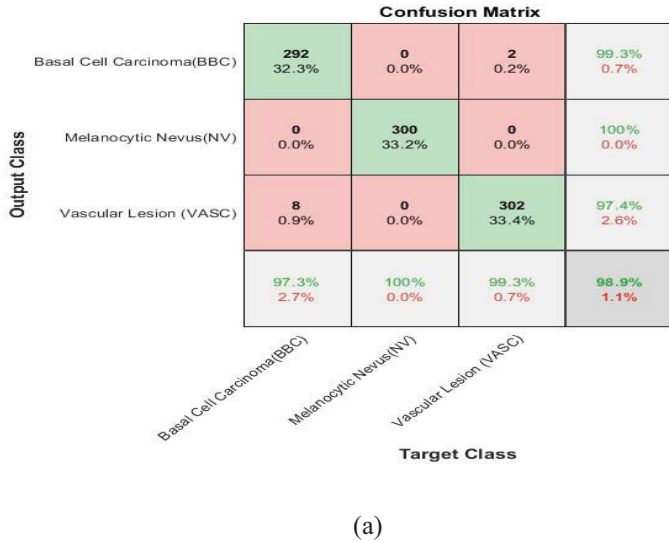 Confusion Matrix
Basal Cell Carcinoma(BBC) 292 0 2 99.3%
32.3% 0.0% 0.2% 0.7%
Melanocytic Nevus(NV) 0 300 0 100%
0.0% 33.2% 0.0% 0.0%
Vascular Lesion (VASC) 8 0 302 97.4%
0.9% 0.0% 33.4% 2.6%
97.3% 100% 99.3% 98.9%
2.7% 0.0% 0.7% 1.1%
Output Class
Basal Cell Carcinoma(BBC)
Melanocytic Nevus(NV)
Vascular Lesion (VASC)
Target Class
(a)